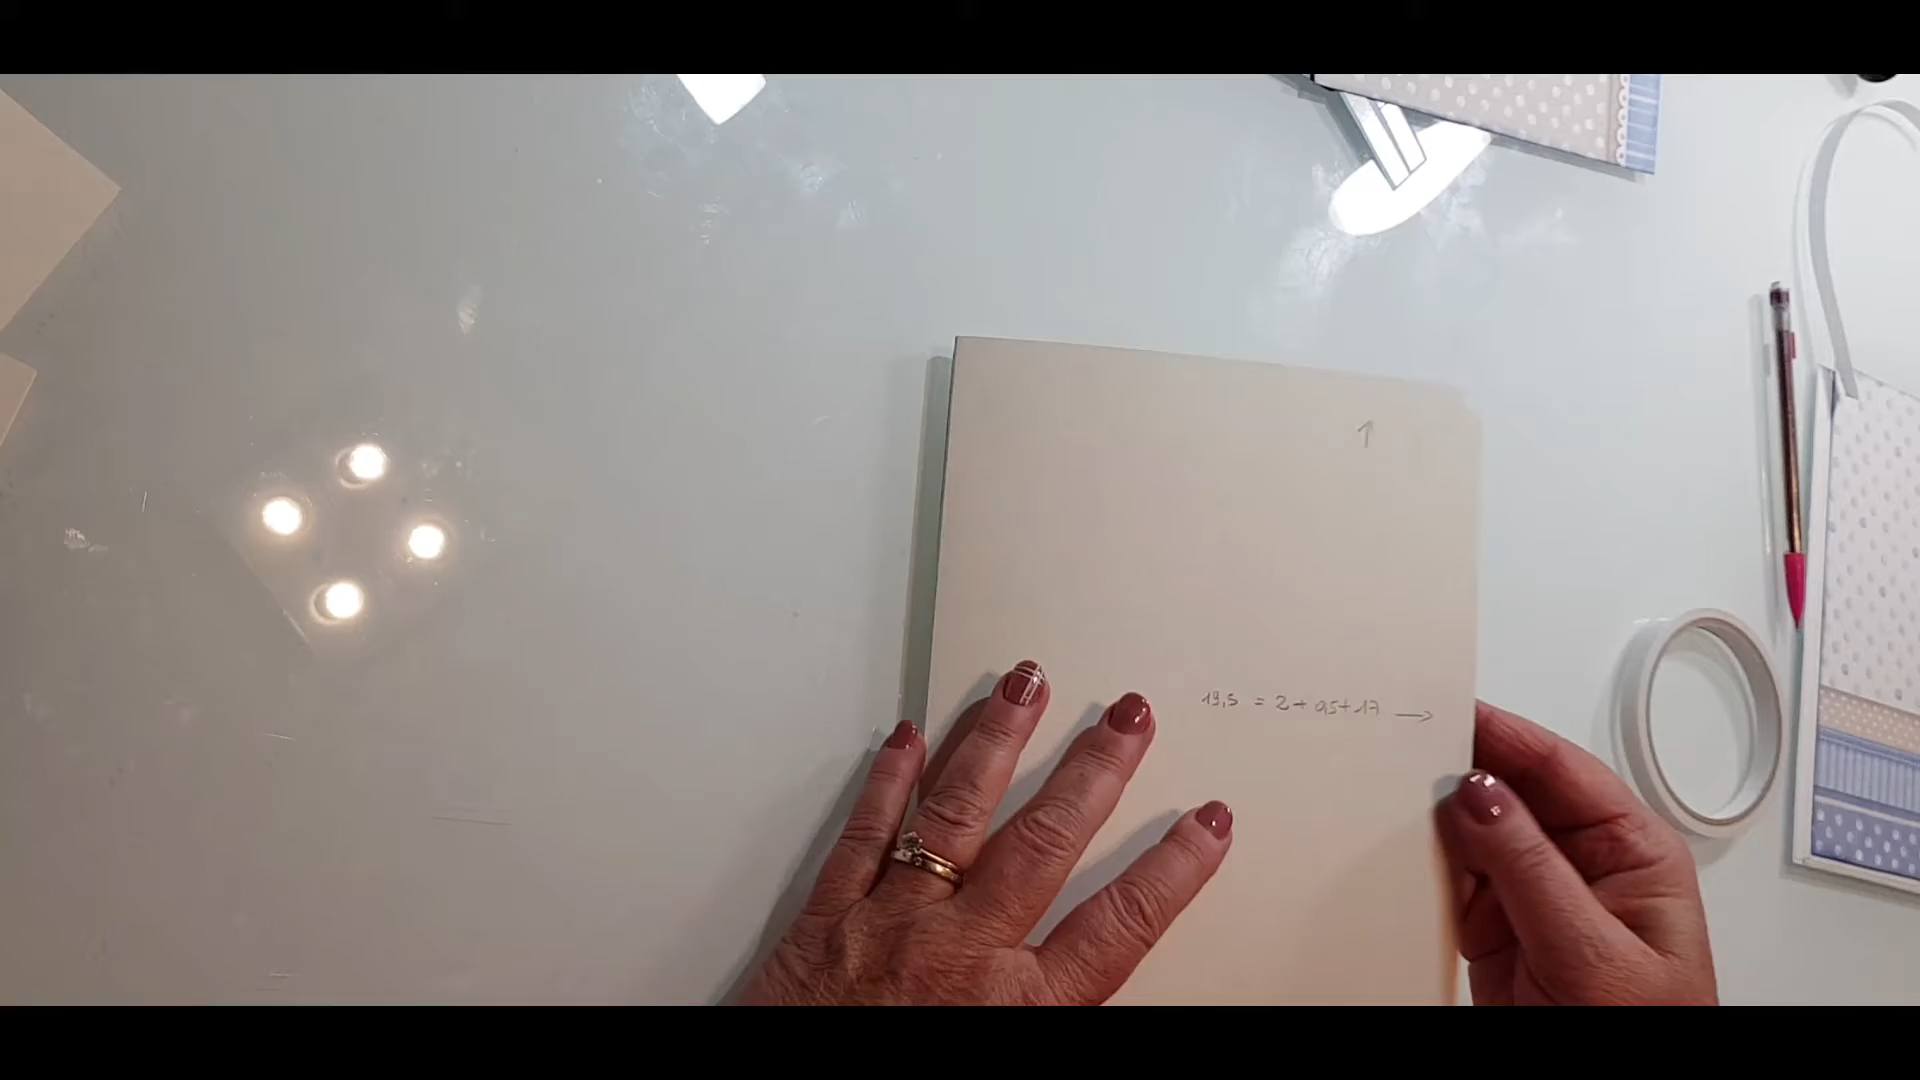 ↑
19,5 = 2 + 0,5 + 17 →